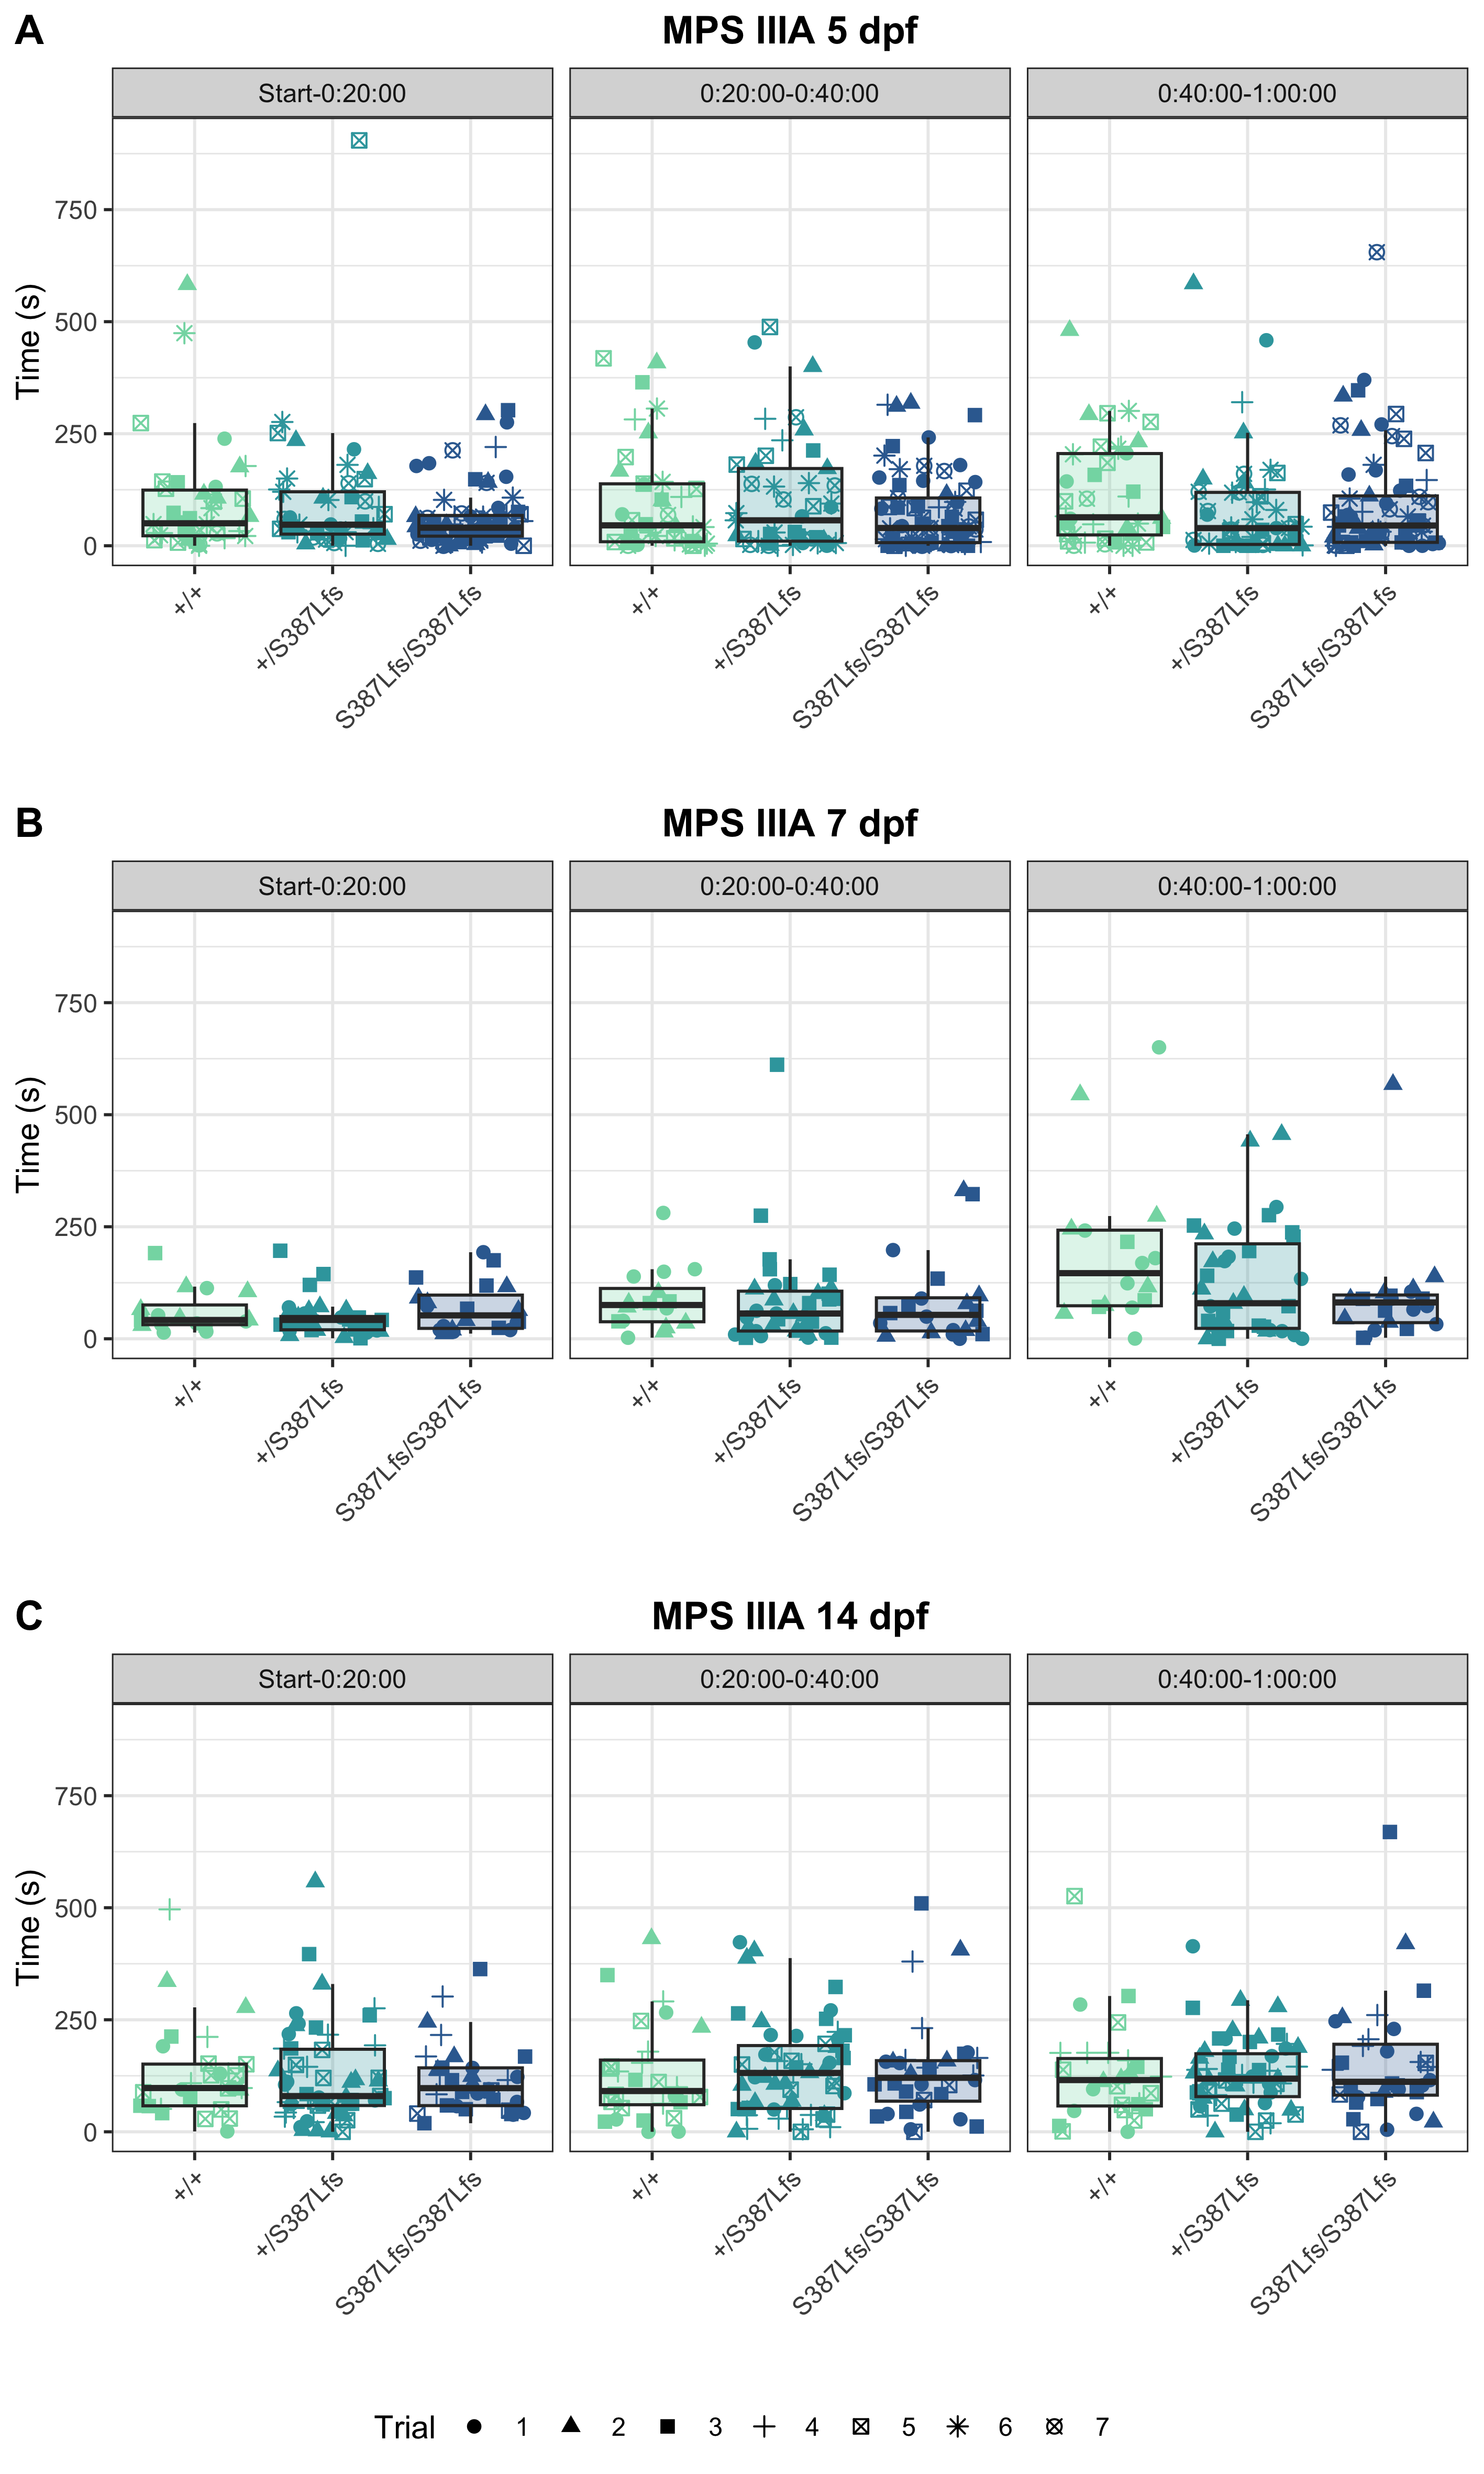 A
MPS IIIA 5 dpf
Start-0:20:00
0:20:00-0:40:00
0:40:00-1:00:00
Time (s)
750
500
250
0
+/+
+/S387Lfs
S387Lfs/S387Lfs
+/+
+/S387Lfs
S387Lfs/S387Lfs
+/+
+/S387Lfs
S387Lfs/S387Lfs
B
MPS IIIA 7 dpf
Start-0:20:00
0:20:00-0:40:00
0:40:00-1:00:00
Time (s)
750
500
250
0
+/+
+/S387Lfs
S387Lfs/S387Lfs
+/+
+/S387Lfs
S387Lfs/S387Lfs
+/+
+/S387Lfs
S387Lfs/S387Lfs
C
MPS IIIA 14 dpf
Start-0:20:00
0:20:00-0:40:00
0:40:00-1:00:00
Time (s)
750
500
250
0
+/+
+/S387Lfs
S387Lfs/S387Lfs
+/+
+/S387Lfs
S387Lfs/S387Lfs
+/+
+/S387Lfs
S387Lfs/S387Lfs
Trial 1 2 3 4 5 6 7